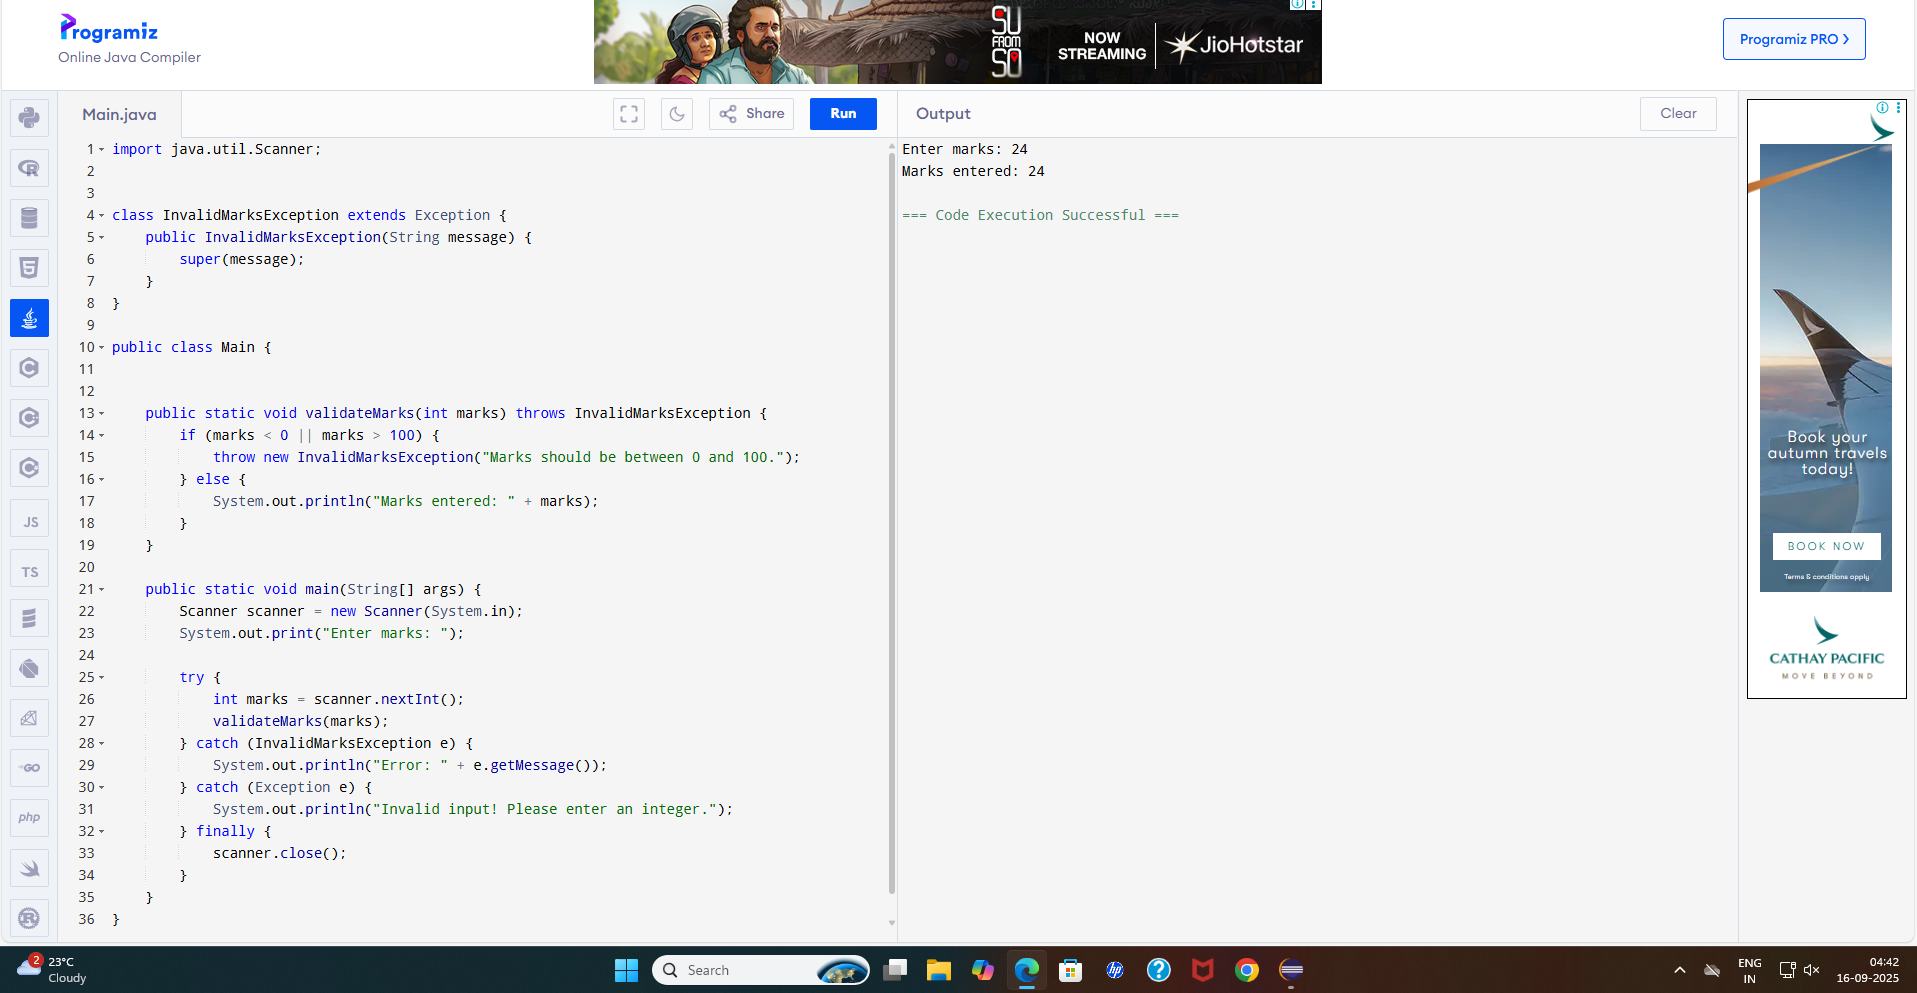 Programiz
Online Java Compiler
SU
FROM
SO
NOW
STREAMING
JioHotstar
Programiz PRO ❯
Main.java
Share
Run
Output
Clear
1 import java.util.Scanner;
2
3
4 class InvalidMarksException extends Exception {
5     public InvalidMarksException(String message) {
6         super(message);
7     }
8 }
9
10 public class Main {
11
12
13     public static void validateMarks(int marks) throws InvalidMarksException {
14         if (marks < 0 || marks > 100) {
15             throw new InvalidMarksException("Marks should be between 0 and 100.");
16         } else {
17             System.out.println("Marks entered: " + marks);
18         }
19     }
20
21     public static void main(String[] args) {
22         Scanner scanner = new Scanner(System.in);
23         System.out.print("Enter marks: ");
24
25         try {
26             int marks = scanner.nextInt();
27             validateMarks(marks);
28         } catch (InvalidMarksException e) {
29             System.out.println("Error: " + e.getMessage());
30         } catch (Exception e) {
31             System.out.println("Invalid input! Please enter an integer.");
32         } finally {
33             scanner.close();
34         }
35     }
36 }
Enter marks: 24
Marks entered: 24
=== Code Execution Successful ===
JS
TS
GO
php
Book your
autumn travels
today!
BOOK NOW
Terms & conditions apply
CATHAY PACIFIC
MOVE BEYOND
2
23°C
Cloudy
Search
hp
ENG
IN
04:42
16-09-2025